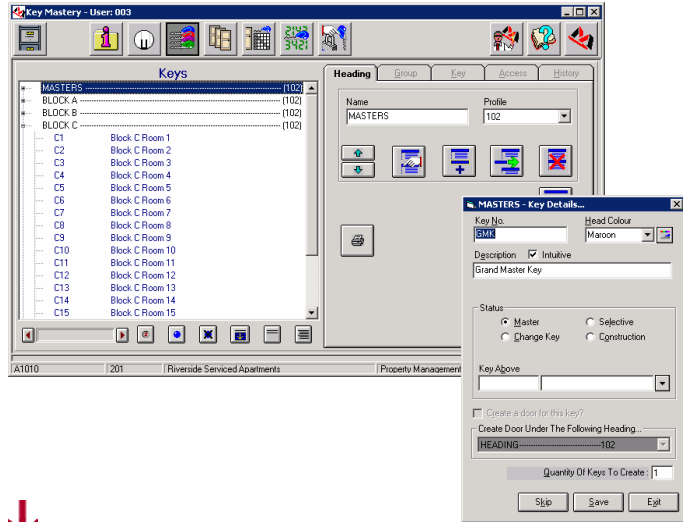 Key Mastery - User: 003
2143
3421
Keys
MASTERS (102)
BLOCK A (102)
BLOCK B (102)
BLOCK C (102)
C1 Block C Room 1
C2 Block C Room 2
C3 Block C Room 3
C4 Block C Room 4
C5 Block C Room 5
C6 Block C Room 6
C7 Block C Room 7
C8 Block C Room 8
C9 Block C Room 9
C10 Block C Room 10
C11 Block C Room 11
C12 Block C Room 12
C13 Block C Room 13
C14 Block C Room 14
C15 Block C Room 15
A1010 201 Riverside Serviced Apartments Property Management
Heading Group Key Access History
Name Profile
MASTERS 102
MASTERS - Key Details...
Key No. Head Colour
GMK Maroon
Description Intuitive
Grand Master Key
Status
Master Selective
Change Key Construction
Key Above
Create a door for this key?
Create Door Under The Following Heading...
HEADING-----------------------------------102
Quantity Of Keys To Create : 1
Skip Save Exit